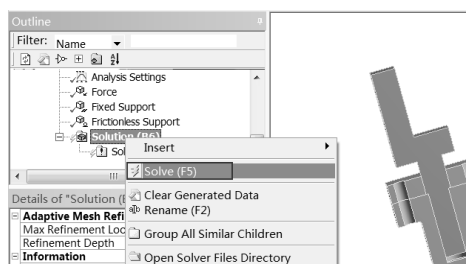 Outline
Filter: Name
Analysis Settings
Force
Fixed Support
Frictionless Support
Solution (B6)
Sol
Insert
Solve (F5)
Clear Generated Data
Rename (F2)
Group All Similar Children
Open Solver Files Directory
Details of "Solution (B
Adaptive Mesh Refi
Max Refinement Loo
Refinement Depth
Information